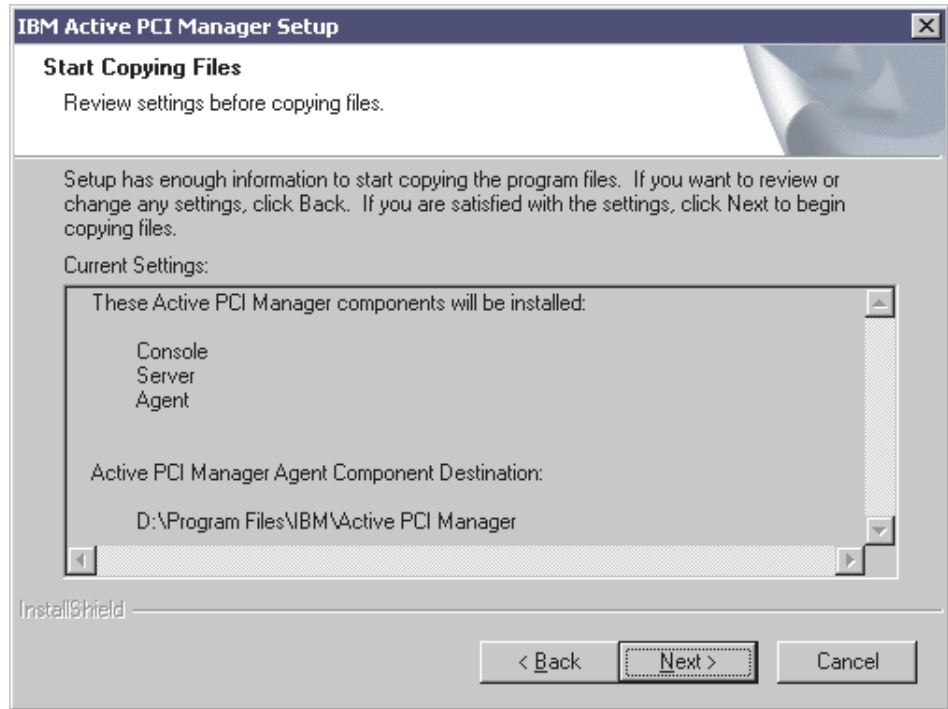 IBM Active PCI Manager Setup
Start Copying Files
Review settings before copying files.
Setup has enough information to start copying the program files. If you want to review or
change any settings, click Back. If you are satisfied with the settings, click Next to begin
copying files.
Current Settings:
These Active PCI Manager components will be installed:
Console
Server
Agent
Active PCI Manager Agent Component Destination:
D:\Program Files\IBM\Active PCI Manager
InstallShield
< Back Next > Cancel